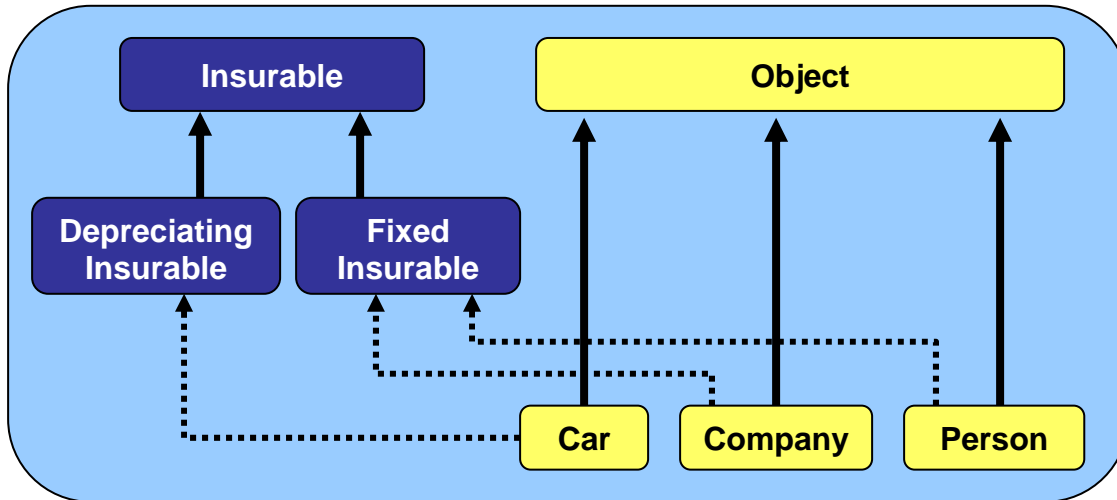 Insurable
Object
Depreciating
Insurable
Fixed
Insurable
Car
Company
Person